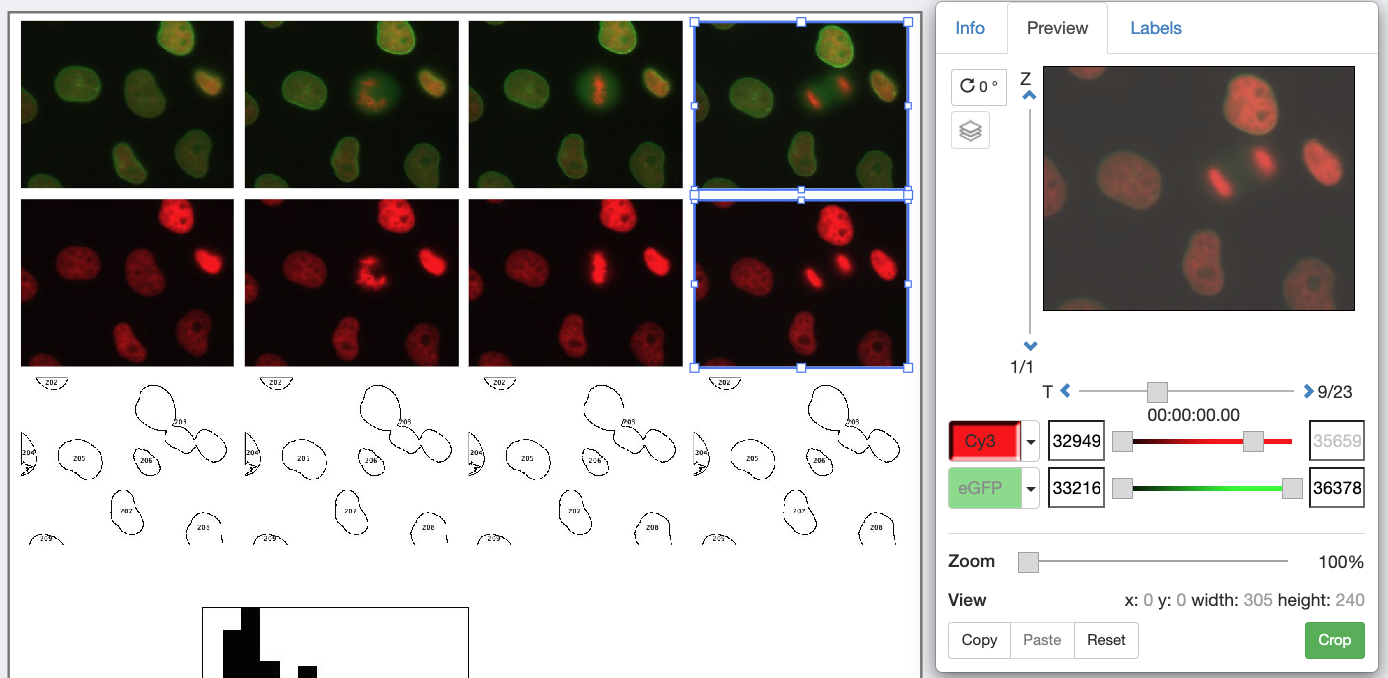 Info Preview Labels
0 °
Z
1/1
T 9/23
00:00:00.00
Cy3 32949 35659
eGFP 33216 36378
Zoom 100%
View x: 0 y: 0 width: 305 height: 240
Copy Paste Reset Crop
202 202 202 202
203 203 203 203
204 204 204 204
205 205 205 205
206 206 206 206
207 207 207 207
208 208 208 208
209 209 209 209